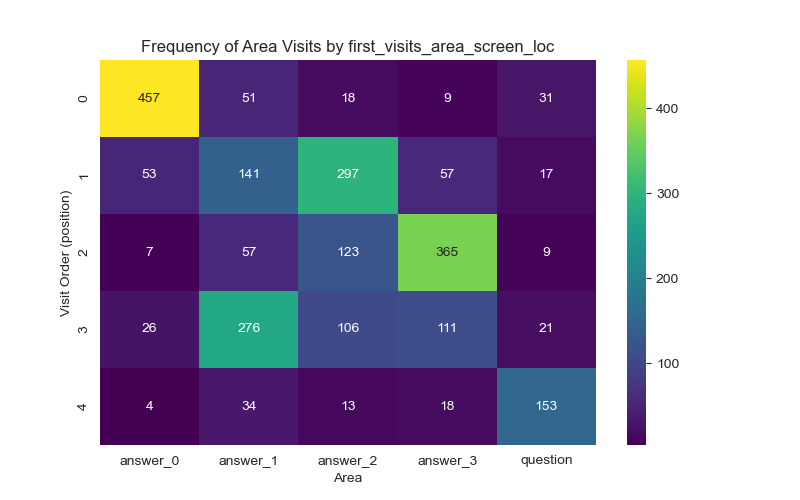 Frequency of Area Visits by first_visits_area_screen_loc
Visit Order (position)
0 457 51 18 9 31
1 53 141 297 57 17
2 7 57 123 365 9
3 26 276 106 111 21
4 4 34 13 18 153
answer_0 answer_1 answer_2 answer_3 question
Area
400
300
200
100